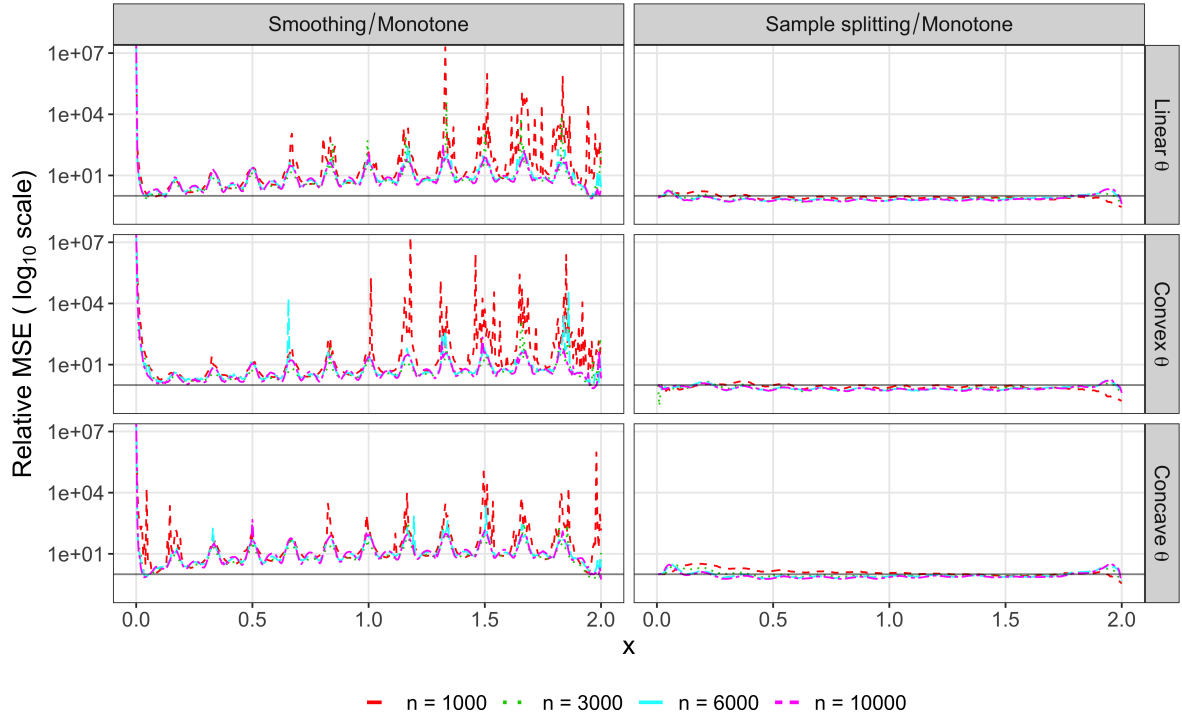 Smoothing/Monotone
Sample splitting/Monotone
Relative MSE ( log₁₀ scale)
1e+07
1e+04
1e+01
Linear θ
1e+07
1e+04
1e+01
Convex θ
1e+07
1e+04
1e+01
Concave θ
0.0 0.5 1.0 1.5 2.0
0.0 0.5 1.0 1.5 2.0
x
n = 1000 n = 3000 n = 6000 n = 10000